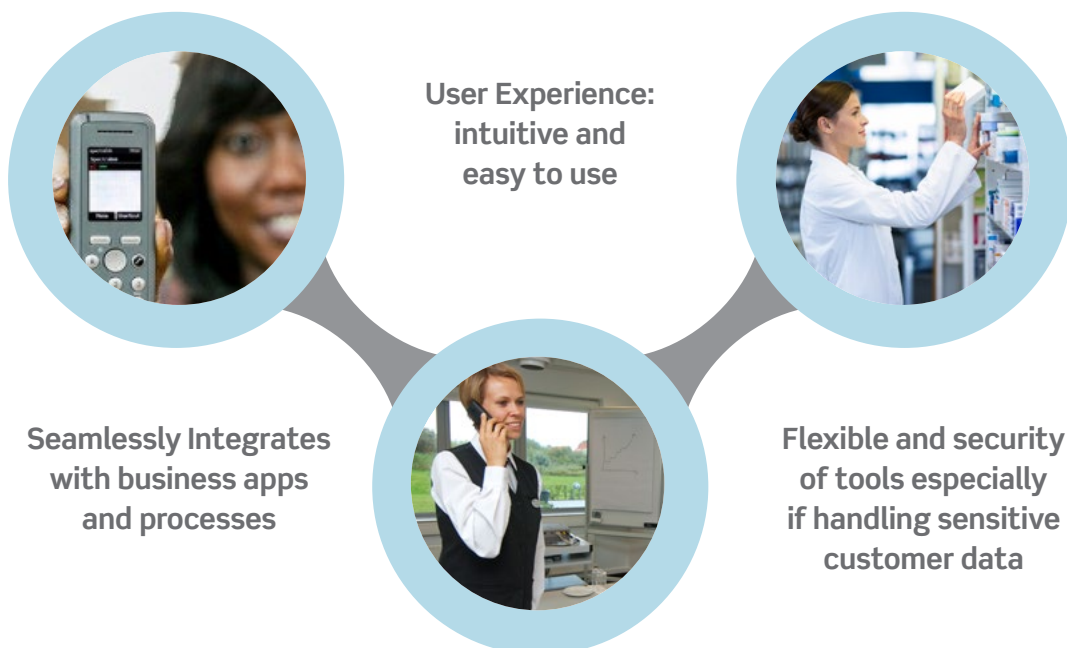 User Experience:
intuitive and
easy to use
Seamlessly Integrates
with business apps
and processes
Flexible and security
of tools especially
if handling sensitive
customer data